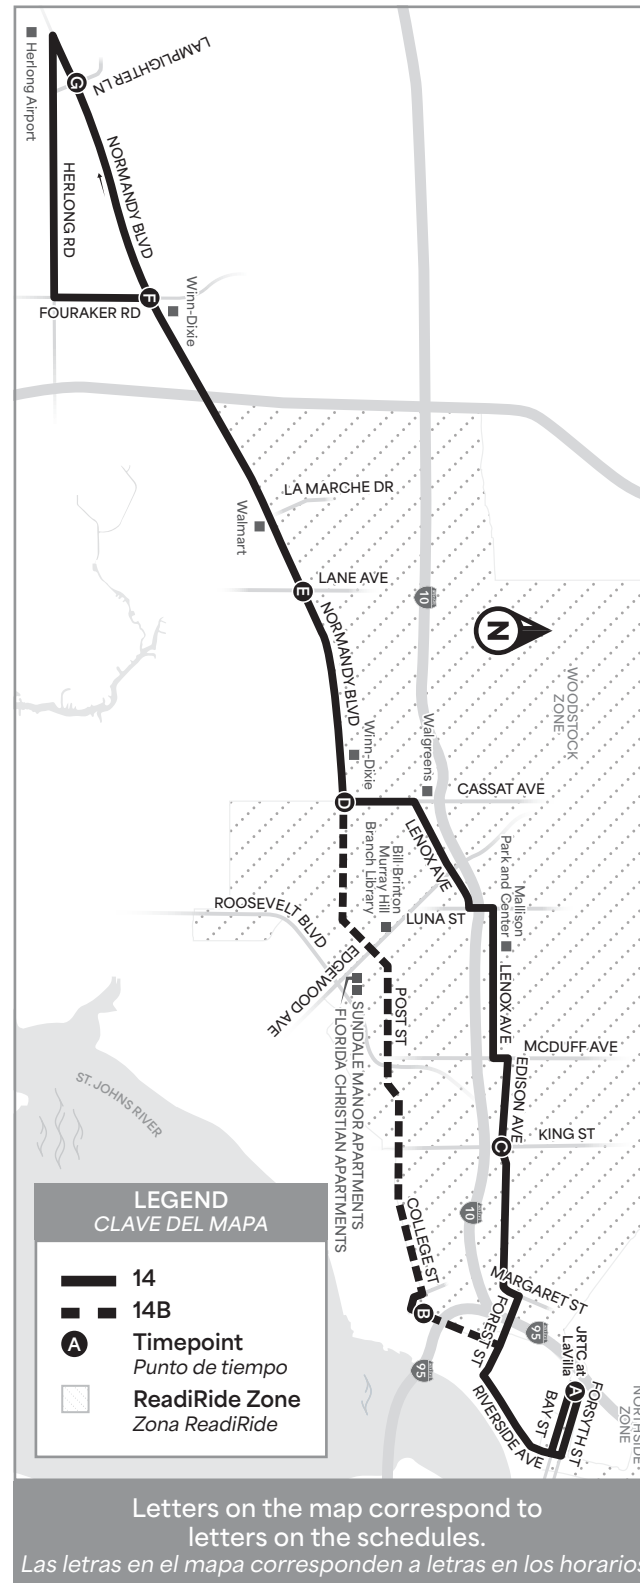 LAMPLIGHTER LN
G
Herlong Airport
NORMANDY BLVD
HERLONG RD
F
Winn-Dixie
FOURAKER RD
LA MARCHE DR
Walmart
E
LANE AVE
10
N
NORMANDY BLVD
WOODSTOCK
ZONE
Winn-Dixie
Walgreens
D
CASSAT AVE
LENOX AVE
Bill Brinton
Murray Hill
Branch Library
Mallison
Park and Center
ROOSEVELT BLVD
LUNA ST
EDGEWOOD AVE
LENOX AVE
POST ST
SUNDALE MANOR APARTMENTS
FLORIDA CHRISTIAN APARTMENTS
MCDUFF AVE
EDISON AVE
ST. JOHNS RIVER
C
KING ST
COLLEGE ST
10
MARGARET ST
B
FOREST ST
95
JRTC at
LaVilla
A
95
RIVERSIDE AVE
BAY ST
FORSYTH ST
NORTHSIDE
ZONE
LEGEND
CLAVE DEL MAPA
14
14B
A Timepoint
Punto de tiempo
ReadiRide Zone
Zona ReadiRide
Letters on the map correspond to
letters on the schedules.
Las letras en el mapa corresponden a letras en los horarios